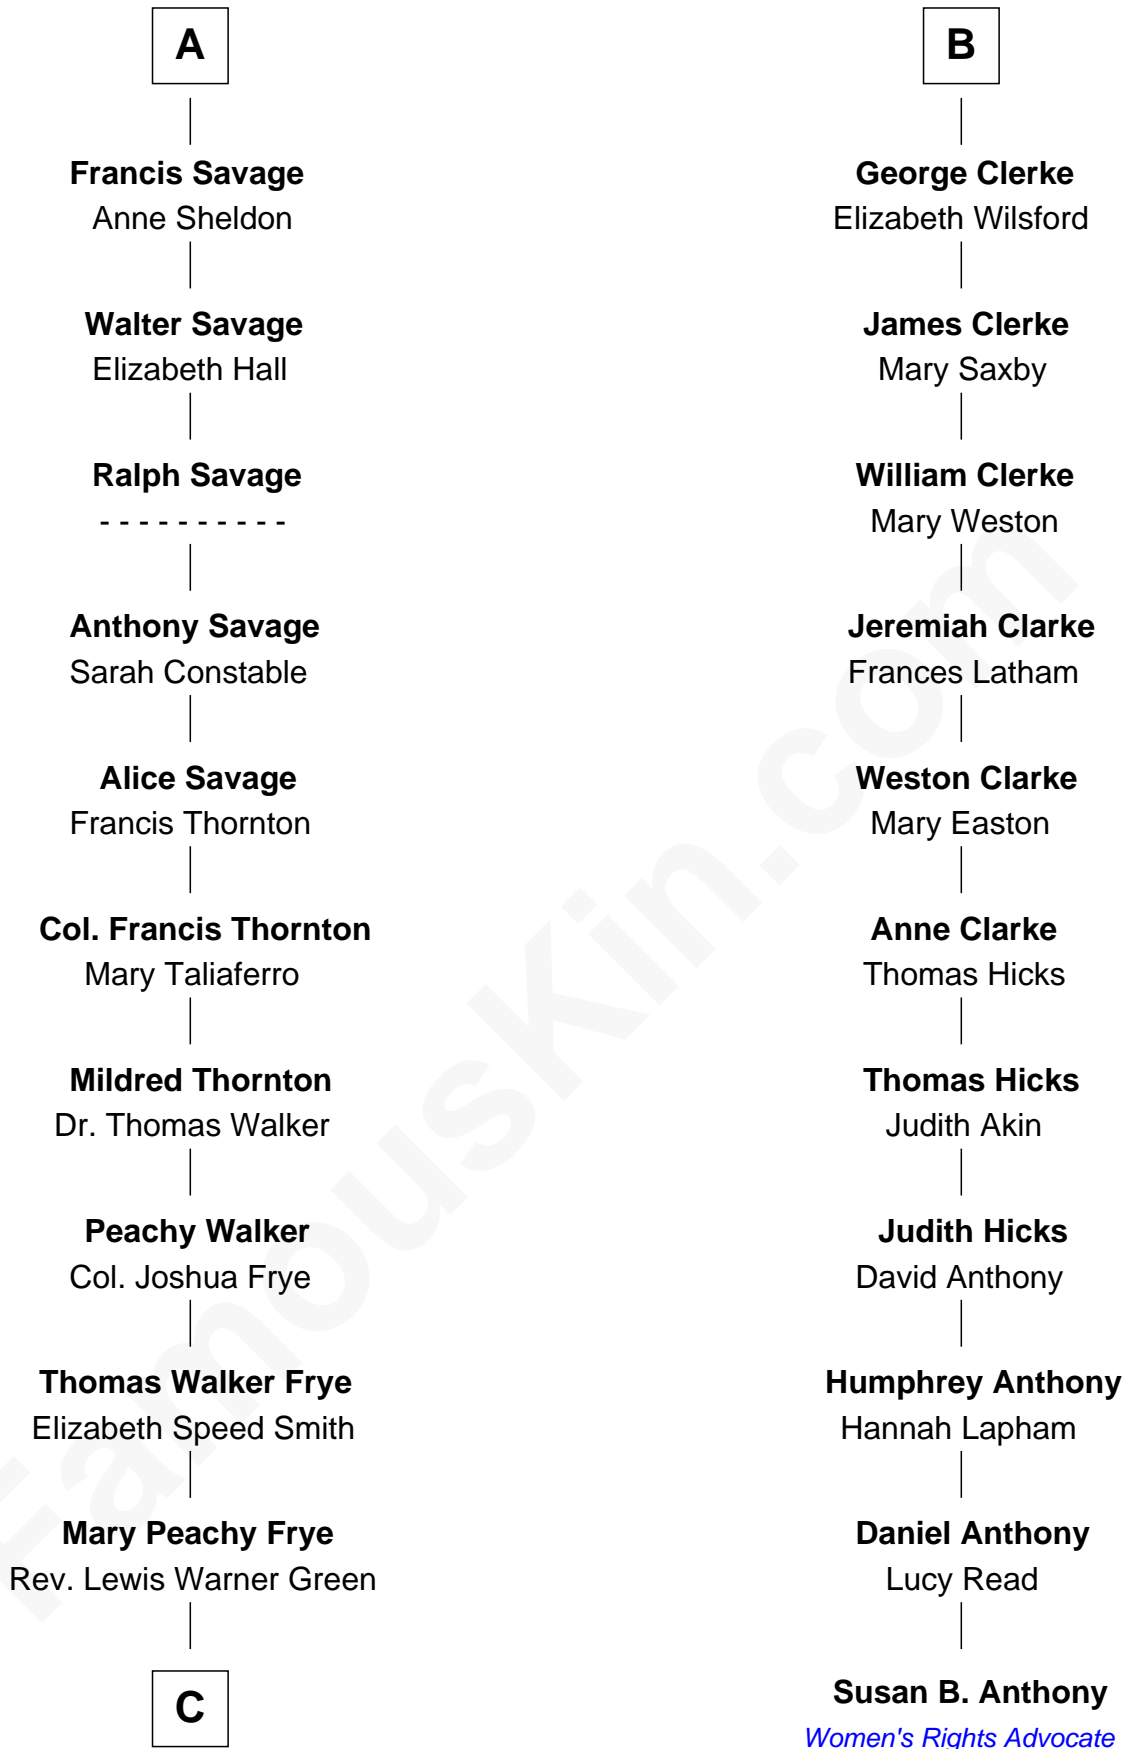 A
Francis Savage
Anne Sheldon
Walter Savage
Elizabeth Hall
Ralph Savage
- - - - - - - - - -
Anthony Savage
Sarah Constable
Alice Savage
Francis Thornton
Col. Francis Thornton
Mary Taliaferro
Mildred Thornton
Dr. Thomas Walker
Peachy Walker
Col. Joshua Frye
Thomas Walker Frye
Elizabeth Speed Smith
Mary Peachy Frye
Rev. Lewis Warner Green
C
B
George Clerke
Elizabeth Wilsford
James Clerke
Mary Saxby
William Clerke
Mary Weston
Jeremiah Clarke
Frances Latham
Weston Clarke
Mary Easton
Anne Clarke
Thomas Hicks
Thomas Hicks
Judith Akin
Judith Hicks
David Anthony
Humphrey Anthony
Hannah Lapham
Daniel Anthony
Lucy Read
Susan B. Anthony
Women's Rights Advocate
FamousKin.com